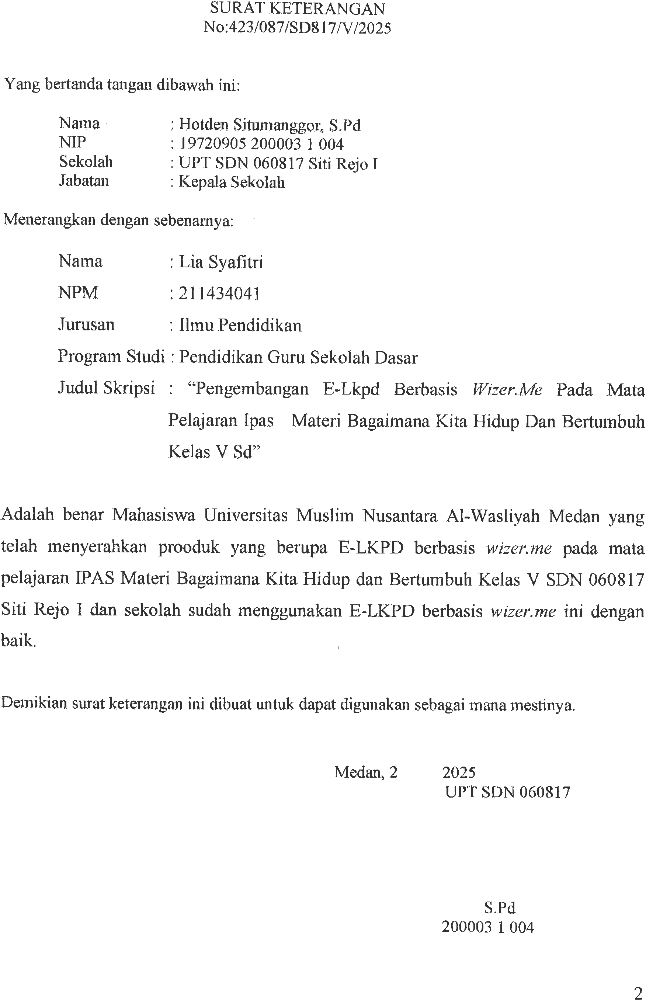 SURAT KETERANGAN
No:423/087/SD817/V/2025
Yang bertanda tangan dibawah ini:
Nama : Hotden Situmanggor, S.Pd
NIP : 19720905 200003 1 004
Sekolah : UPT SDN 060817 Siti Rejo I
Jabatan : Kepala Sekolah
Menerangkan dengan sebenarnya:
Nama : Lia Syafitri
NPM : 211434041
Jurusan : Ilmu Pendidikan
Program Studi : Pendidikan Guru Sekolah Dasar
Judul Skripsi : “Pengembangan E-Lkpd Berbasis Wizer.Me Pada Mata
Pelajaran Ipas Materi Bagaimana Kita Hidup Dan Bertumbuh
Kelas V Sd”
Adalah benar Mahasiswa Universitas Muslim Nusantara Al-Wasliyah Medan yang
telah menyerahkan prooduk yang berupa E-LKPD berbasis wizer.me pada mata
pelajaran IPAS Materi Bagaimana Kita Hidup dan Bertumbuh Kelas V SDN 060817
Siti Rejo I dan sekolah sudah menggunakan E-LKPD berbasis wizer.me ini dengan
baik.
Demikian surat keterangan ini dibuat untuk dapat digunakan sebagai mana mestinya.
Medan, 2 2025
UPT SDN 060817
S.Pd
200003 1 004
2